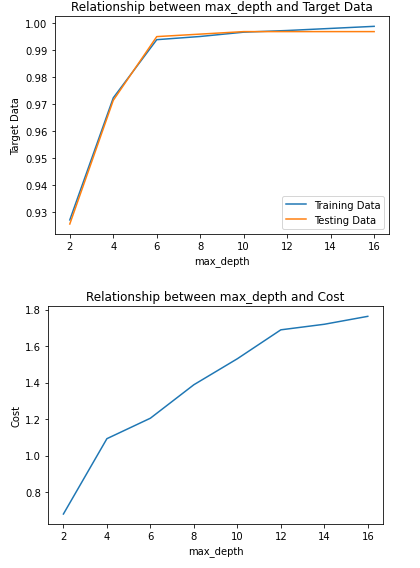 Relationship between max_depth and Target Data
1.00
0.99
0.98
0.97
0.96
0.95
0.94
0.93
Target Data
Training Data
Testing Data
2 4 6 8 10 12 14 16
max_depth
Relationship between max_depth and Cost
1.8
1.6
1.4
1.2
1.0
0.8
Cost
2 4 6 8 10 12 14 16
max_depth